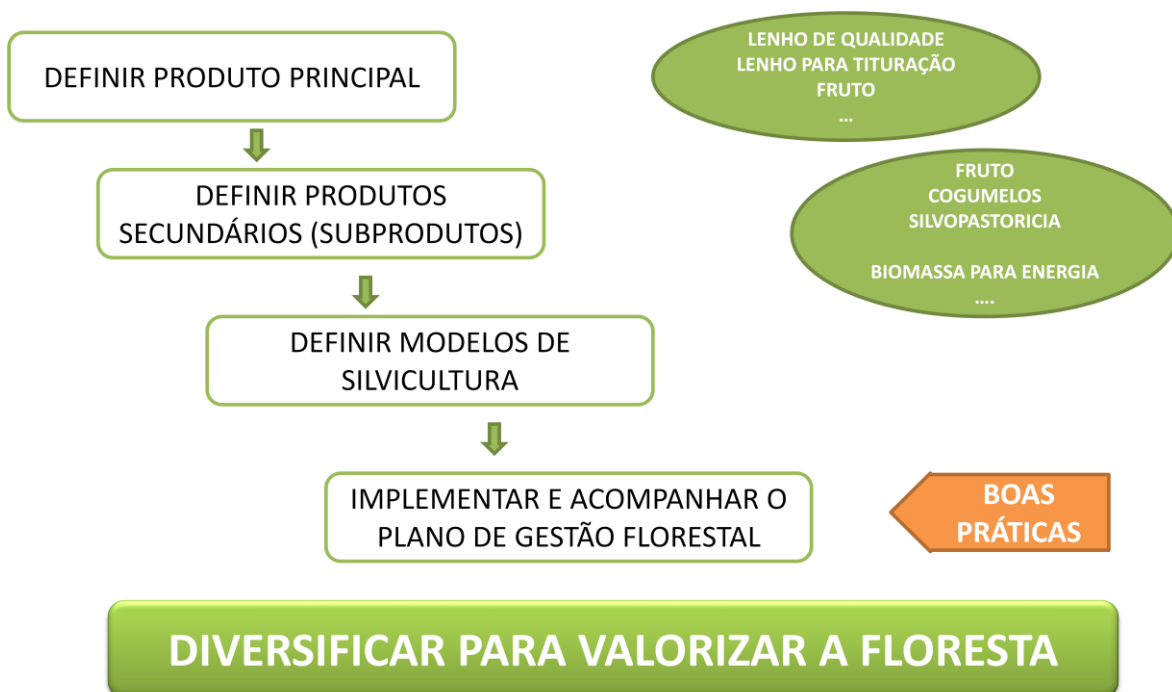 DEFINIR PRODUTO PRINCIPAL
LENHO DE QUALIDADE
LENHO PARA TITURAÇÃO
FRUTO
...
DEFINIR PRODUTOS
SECUNDÁRIOS (SUBPRODUTOS)
FRUTO
COGUMELOS
SILVOPASTORICIA
BIOMASSA PARA ENERGIA
....
DEFINIR MODELOS DE
SILVICULTURA
IMPLEMENTAR E ACOMPANHAR O
PLANO DE GESTÃO FLORESTAL
BOAS
PRÁTICAS
DIVERSIFICAR PARA VALORIZAR A FLORESTA